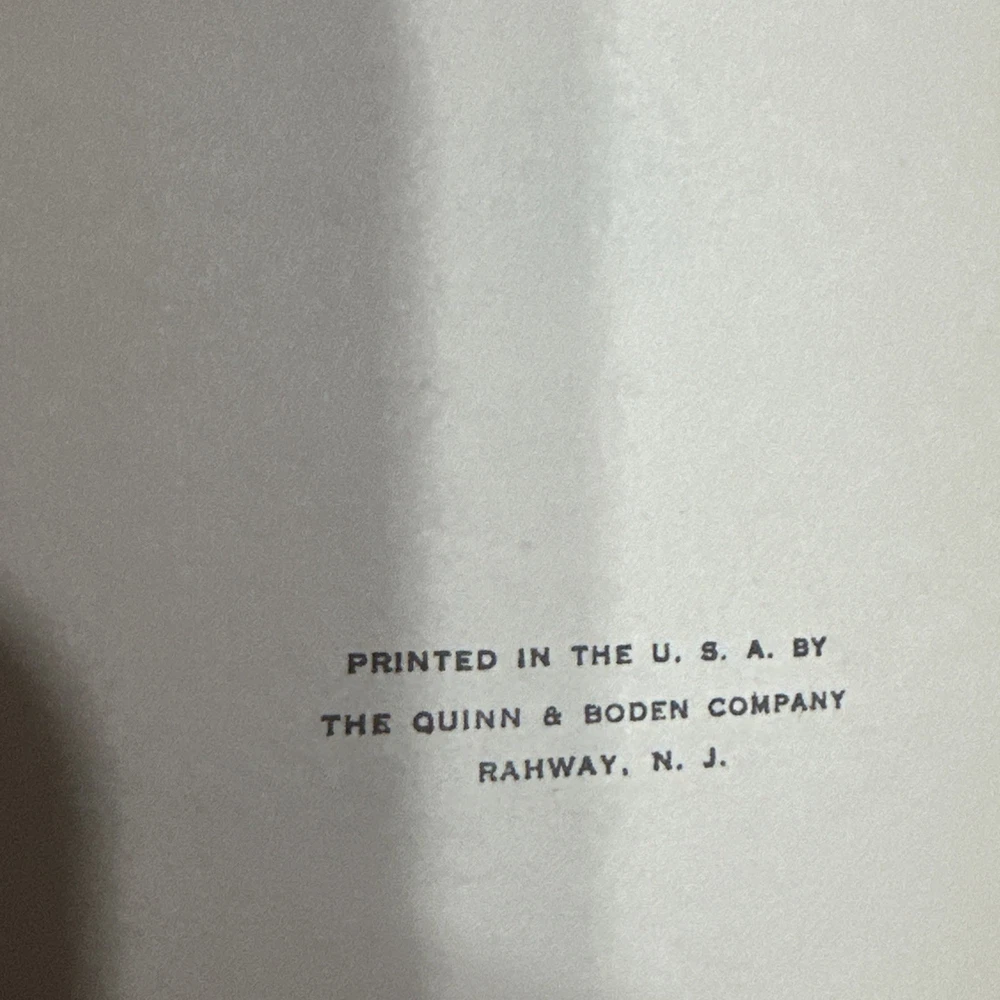 PRINTED IN THE U. S. A. BY
THE QUINN & BODEN COMPANY
RAHWAY, N. J.